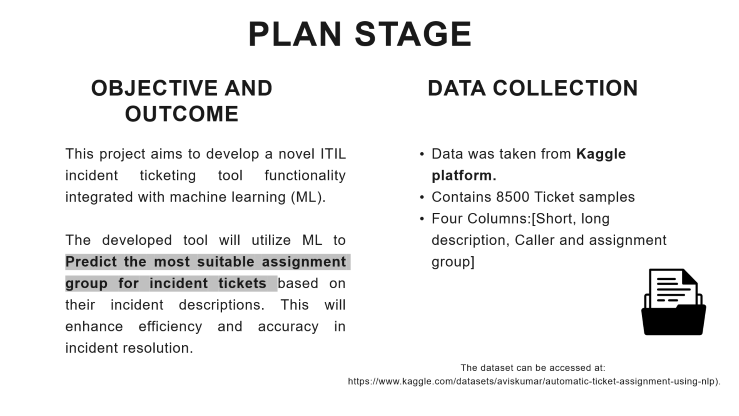 PLAN STAGE
OBJECTIVE AND
OUTCOME
This project aims to develop a novel ITIL
incident ticketing tool functionality
integrated with machine learning (ML).
The developed tool will utilize ML to
Predict the most suitable assignment
group for incident tickets based on
their incident descriptions. This will
enhance efficiency and accuracy in
incident resolution.
DATA COLLECTION
• Data was taken from Kaggle
platform.
• Contains 8500 Ticket samples
• Four Columns:[Short, long
description, Caller and assignment
group]
The dataset can be accessed at:
https://www.kaggle.com/datasets/aviskumar/automatic-ticket-assignment-using-nlp).